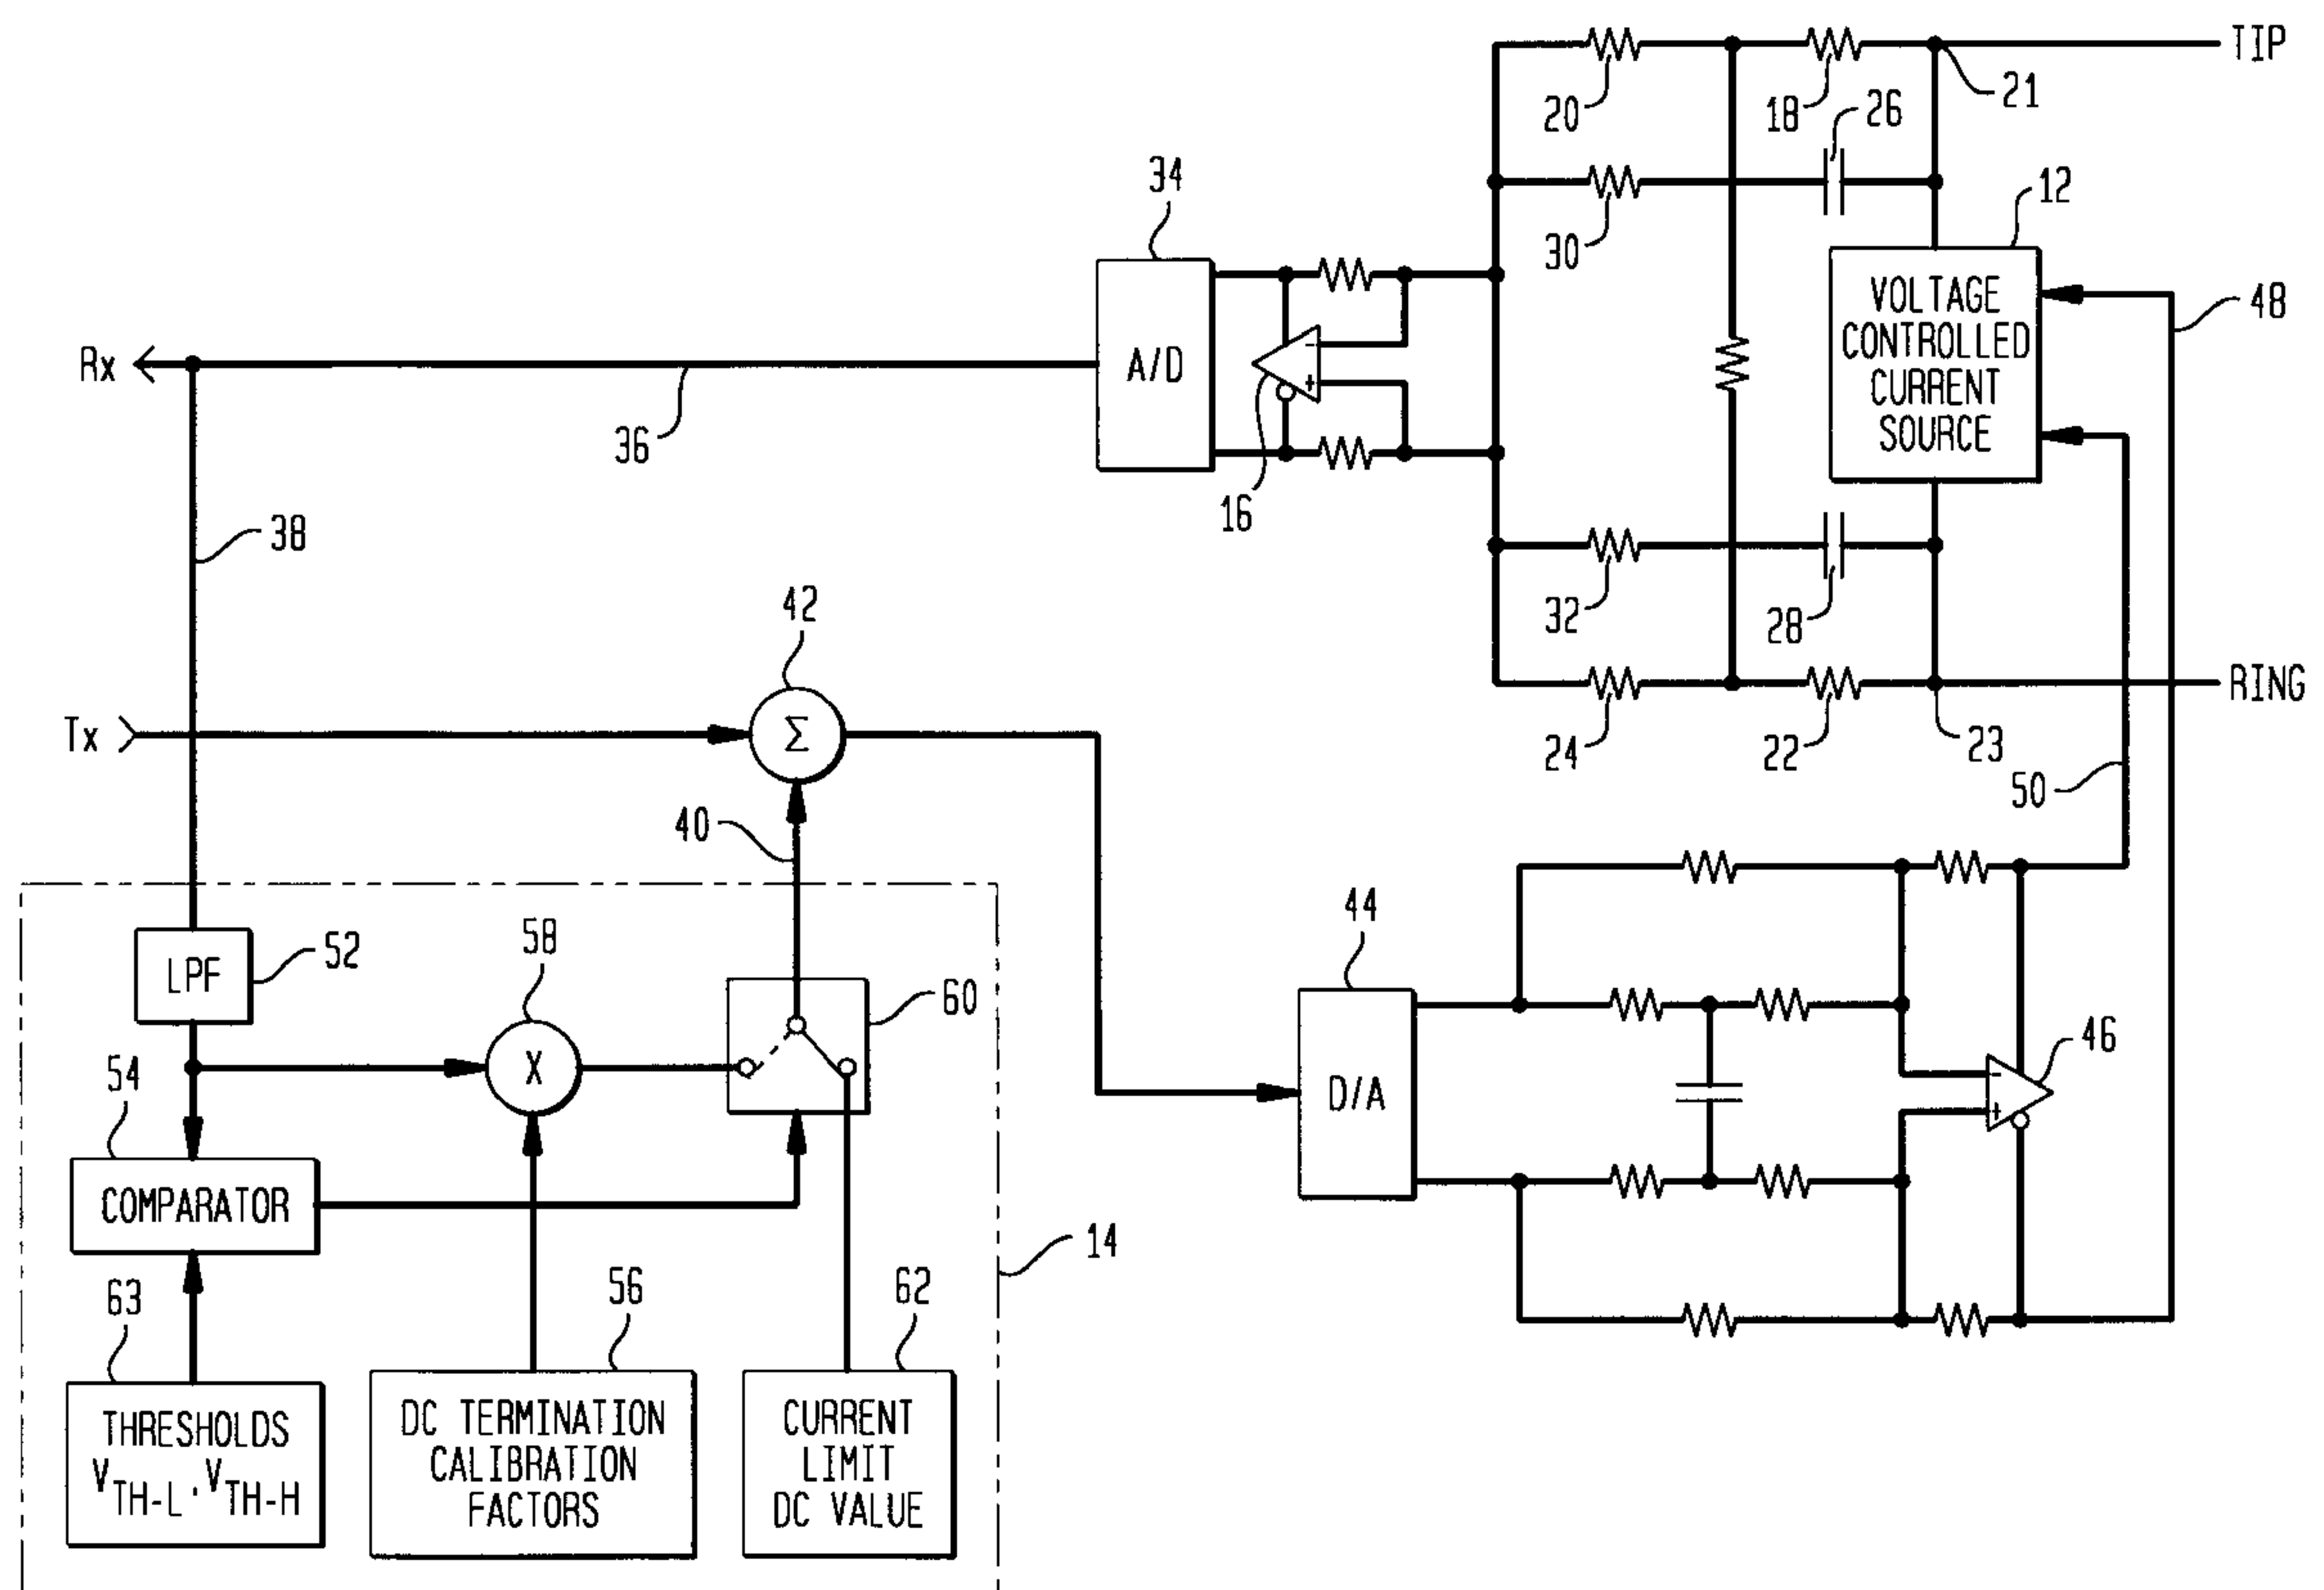 TIP
20
18
26
21
34
12
30
VOLTAGE
CONTROLLED
CURRENT
SOURCE
48
Rx
A/D
-
+
36
16
38
32
28
42
Tx
Σ
24
22
23
RING
50
40
LPF
52
58
60
44
54
X
D/A
-
+
46
COMPARATOR
14
63
56
62
THRESHOLDS
VTH-L, VTH-H
DC TERMINATION
CALIBRATION
FACTORS
CURRENT
LIMIT
DC VALUE